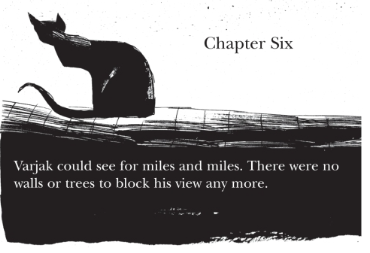 Chapter Six
Varjak could see for miles and miles. There were no
walls or trees to block his view any more.